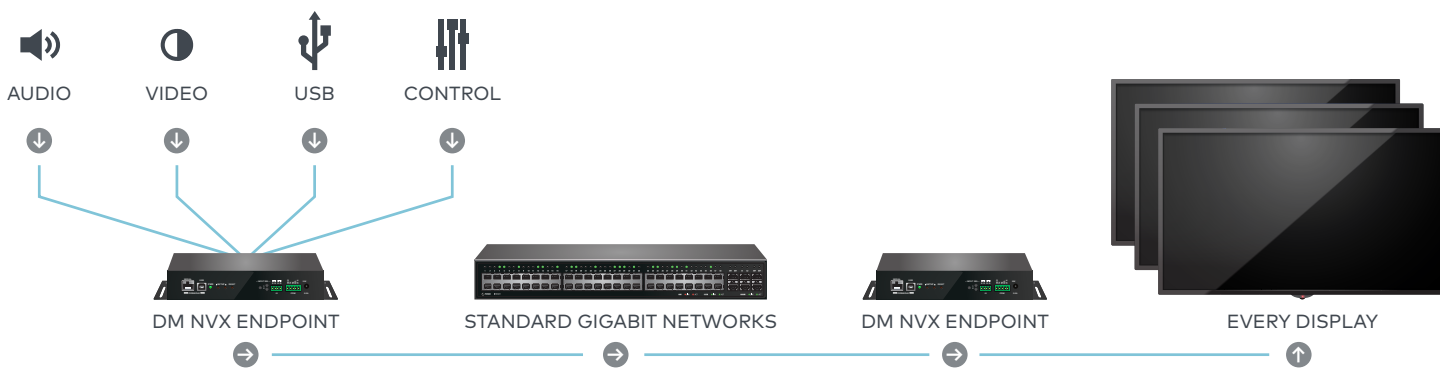 AUDIO
VIDEO
USB
CONTROL
DM NVX ENDPOINT
STANDARD GIGABIT NETWORKS
DM NVX ENDPOINT
EVERY DISPLAY